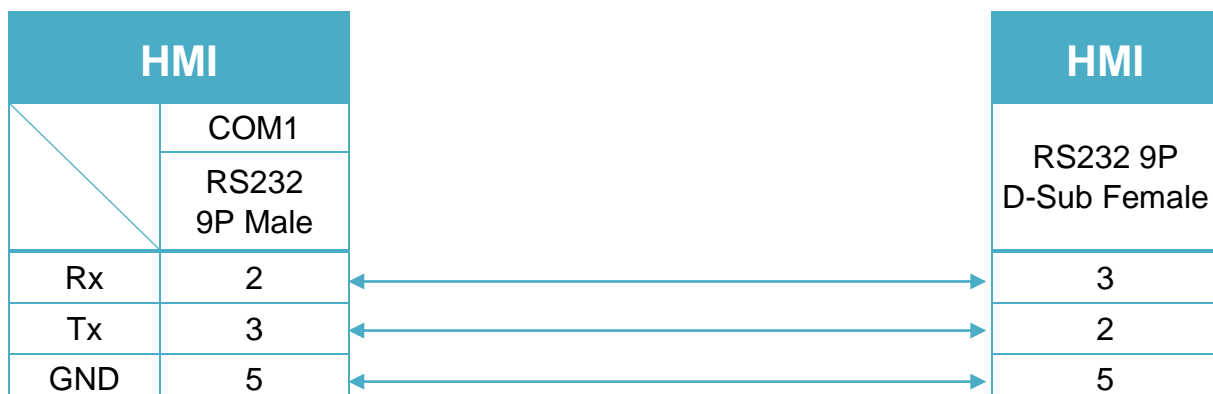 HMI
HMI
COM1
RS232
9P Male
RS232 9P
D-Sub Female
Rx 2 3
Tx 3 2
GND 5 5